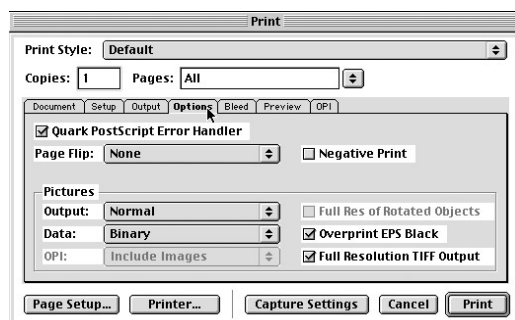 Print
Print Style: Default
Copies: 1 Pages: All
Document Setup Output Options Bleed Preview OPI
Quark PostScript Error Handler
Page Flip: None Negative Print
Pictures
Output: Normal Full Res of Rotated Objects
Data: Binary Overprint EPS Black
OPI: Include Images Full Resolution TIFF Output
Page Setup... Printer... Capture Settings Cancel Print